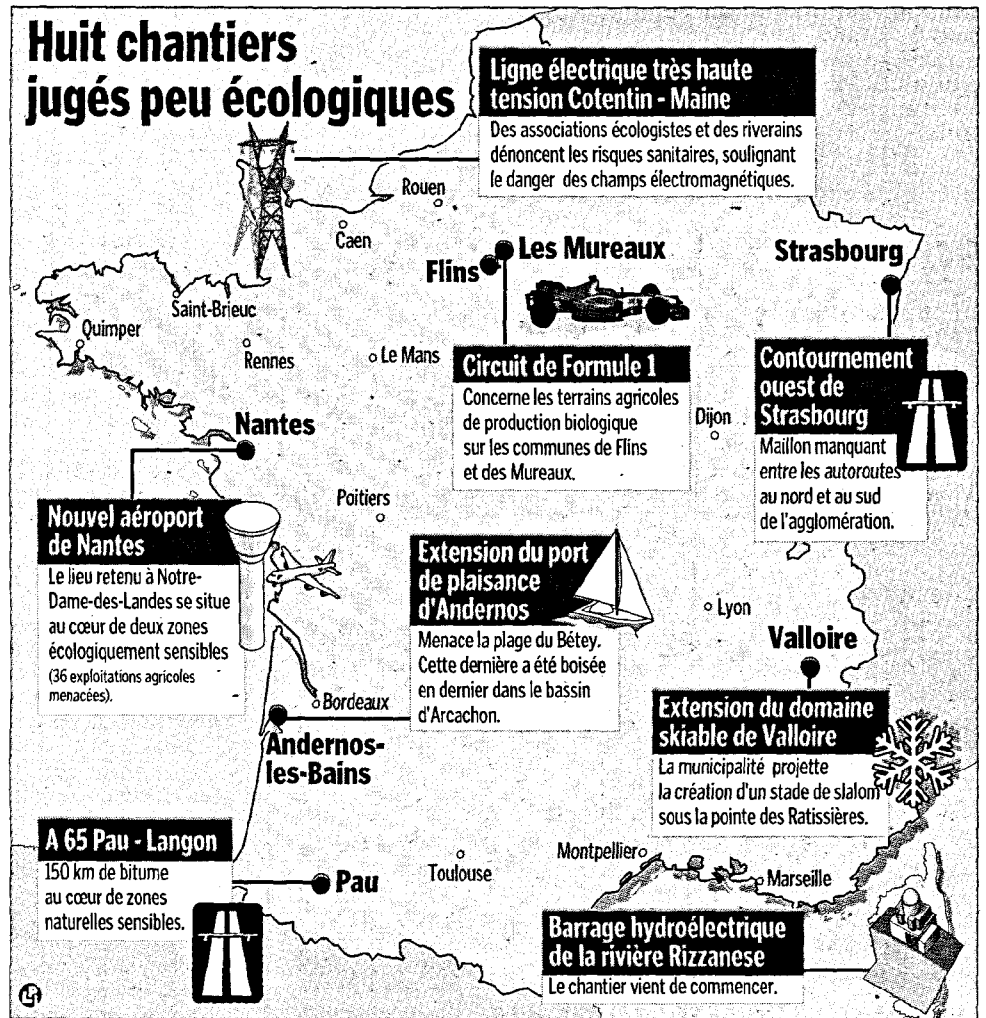 Huit chantiers
jugés peu écologiques
Ligne électrique très haute
tension Cotentin - Maine
Des associations écologistes et des riverains
dénoncent les risques sanitaires, soulignant
le danger des champs électromagnétiques.
Rouen
Caen
Flins
Les Mureaux
Strasbourg
Saint-Brieuc
Quimper
Rennes
Le Mans
Circuit de Formule 1
Concerne les terrains agricoles
de production biologique
sur les communes de Flins
et des Mureaux.
Contournement
ouest de
Strasbourg
Maillon manquant
entre les autoroutes
au nord et au sud
de l'agglomération.
Dijon
Nantes
Poitiers
Nouvel aéroport
de Nantes
Le lieu retenu à Notre-
Dame-des-Landes se situe
au cœur de deux zones
écologiquement sensibles
(36 exploitations agricoles
menacées).
Extension du port
de plaisance
d'Andernos
Menace la plage du Bétey.
Cette dernière a été boisée
en dernier dans le bassin
d'Arcachon.
Lyon
Valloire
Bordeaux
Andernos-
les-Bains
Extension du domaine
skiable de Valloire
La municipalité projette
la création d'un stade de slalom
sous la pointe des Ratissières.
A 65 Pau - Langon
150 km de bitume
au cœur de zones
naturelles sensibles.
Pau
Toulouse
Montpellier
Marseille
Barrage hydroélectrique
de la rivière Rizzanese
Le chantier vient de commencer.